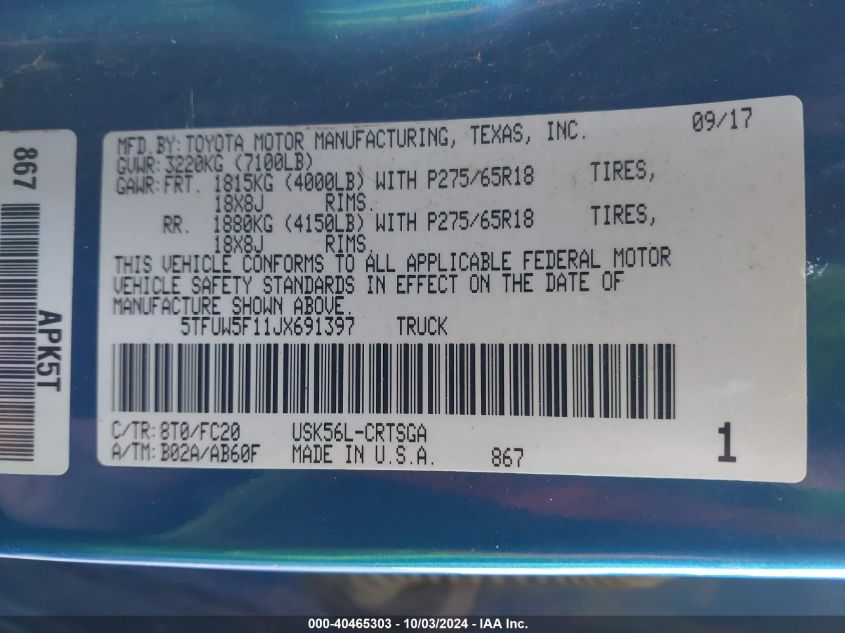 MFD.BY:TOYOTA MOTOR MANUFACTURING, TEXAS, INC. 09/17
GVWR:3220KG (7100LB)
GAWR:FRT. 1815KG (4000LB) WITH P275/65R18 TIRES,
18X8J RIMS.
RR. 1880KG (4150LB) WITH P275/65R18 TIRES,
18X8J RIMS
THIS VEHICLE CONFORMS TO ALL APPLICABLE FEDERAL MOTOR
VEHICLE SAFETY STANDARDS IN EFFECT ON THE DATE OF
MANUFACTURE SHOWN ABOVE.
5TFUW5F11JX691397 TRUCK
C/TR:8T0/FC20 USK56L-CRTSGA
A/TM:B02A/AB60F MADE IN U.S.A. 867 1
867
APK5T
000-40465303 - 10/03/2024 - IAA Inc.